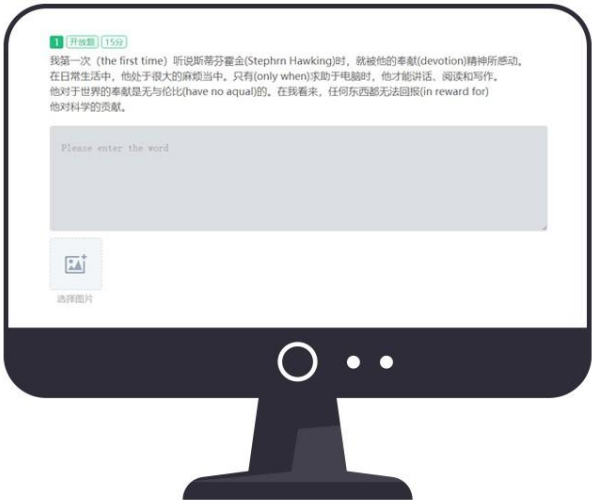 1 开放题 15分
我第一次（the first time）听说斯蒂芬霍金(Stephrn Hawking)时，就被他的奉献(devotion)精神所感动。
在日常生活中，他处于很大的麻烦当中。只有(only when)求助于电脑时，他才能讲话、阅读和写作。
他对于世界的奉献是无与伦比(have no aqual)的。在我看来，任何东西都无法回报(in reward for)
他对科学的贡献。
Please enter the word
选择图片